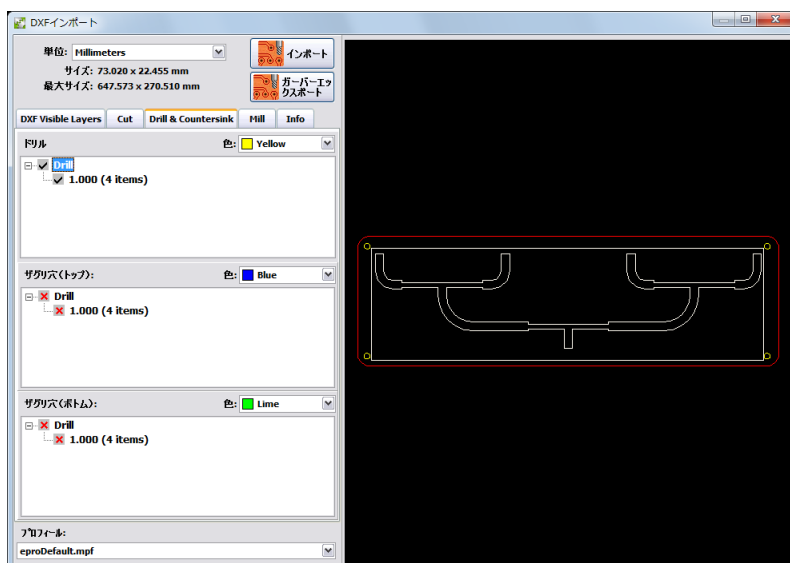 DXFインポート
単位: Millimeters
サイズ: 73.020 x 22.455 mm
最大サイズ: 647.573 x 270.510 mm
インポート
ガーバーエッ
クスポート
DXF Visible Layers Cut Drill & Countersink Mill Info
ドリル 色: Yellow
Drill
1.000 (4 items)
ザグリ穴(トップ): 色: Blue
Drill
1.000 (4 items)
ザグリ穴(ボトム): 色: Lime
Drill
1.000 (4 items)
プロフィール:
eproDefault.mpf